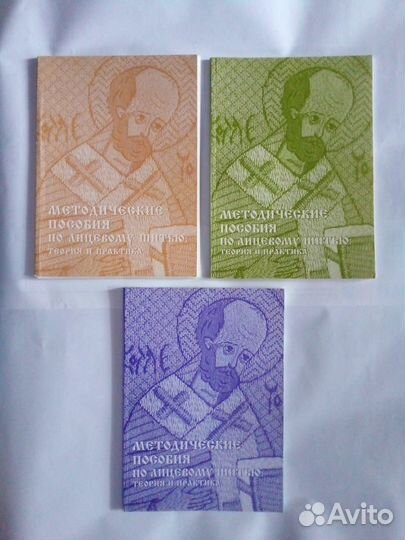 МЕТОДИЧЕСКИЕ
ПОСОБИЯ
ПО ЛИЦЕВОМУ ШИТЬЮ:
ТЕОРИЯ И ПРАКТИКА
МЕТОДИЧЕСКИЕ
ПОСОБИЯ
ПО ЛИЦЕВОМУ ШИТЬЮ:
ТЕОРИЯ И ПРАКТИКА
МЕТОДИЧЕСКИЕ
ПОСОБИЯ
ПО ЛИЦЕВОМУ ШИТЬЮ:
ТЕОРИЯ И ПРАКТИКА
Avito